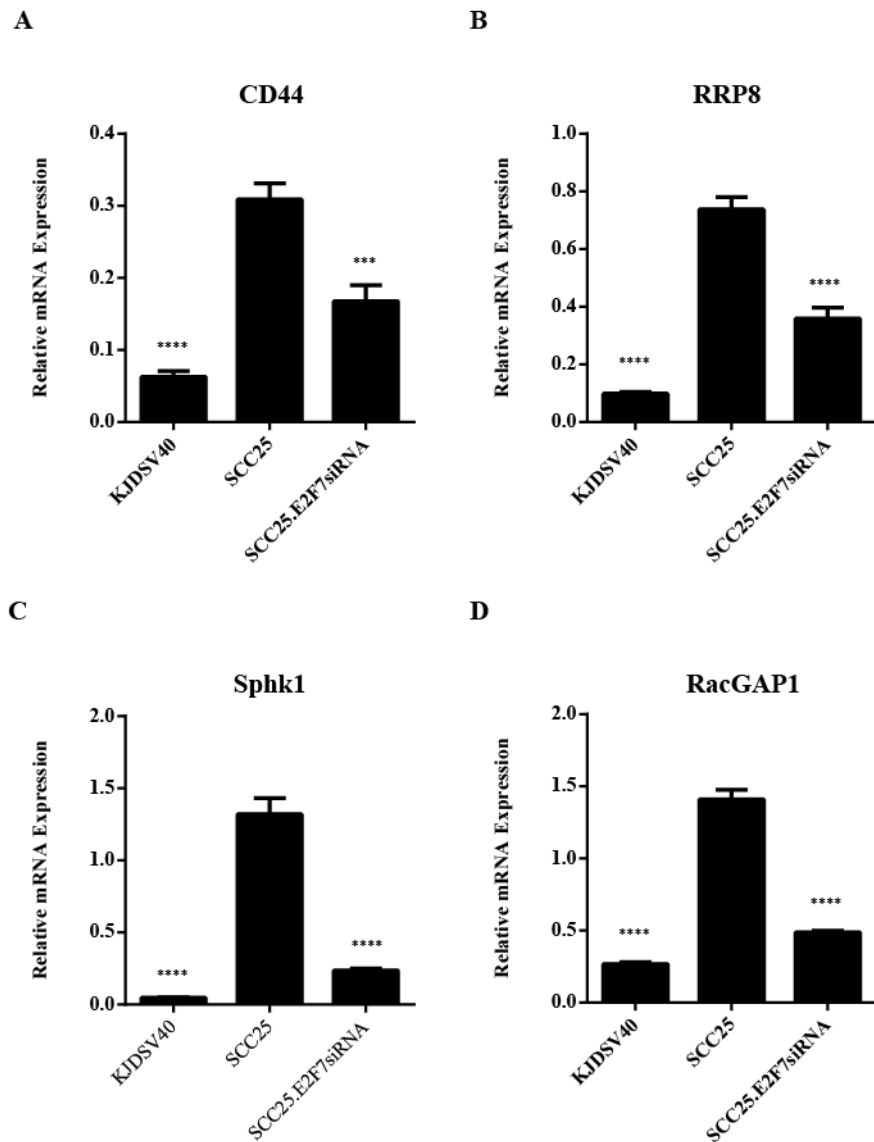 A
CD44
Relative mRNA Expression
0.4
0.3
0.2
0.1
0.0
****
***
KJDSV40
SCC25
SCC25.E2F7siRNA
B
RRP8
Relative mRNA Expression
1.0
0.8
0.6
0.4
0.2
0.0
****
****
KJDSV40
SCC25
SCC25.E2F7siRNA
C
Sphk1
Relative mRNA Expression
2.0
1.5
1.0
0.5
0.0
****
****
KJDSV40
SCC25
SCC25.E2F7siRNA
D
RacGAP1
Relative mRNA Expression
2.0
1.5
1.0
0.5
0.0
****
****
KJDSV40
SCC25
SCC25.E2F7siRNA